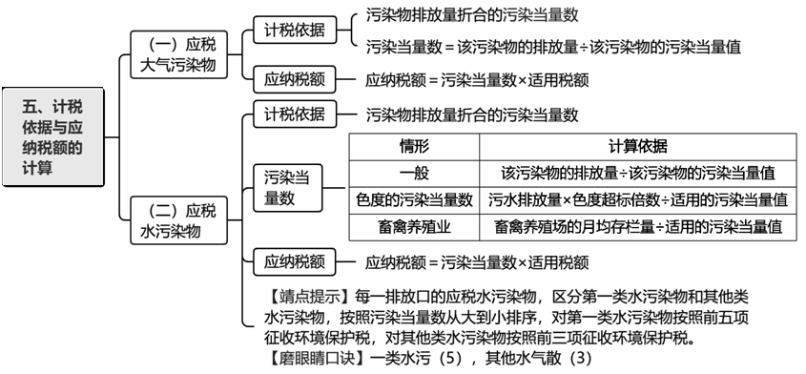 五、计税
依据与应
纳税额的
计算
（一）应税
大气污染物
计税依据
污染物排放量折合的污染当量数
污染当量数＝该污染物的排放量÷该污染物的污染当量值
应纳税额
应纳税额＝污染当量数×适用税额
（二）应税
水污染物
计税依据
污染物排放量折合的污染当量数
污染当
量数
情形 计算依据
一般 该污染物的排放量÷该污染物的污染当量值
色度的污染当量数 污水排放量×色度超标倍数÷适用的污染当量值
畜禽养殖业 畜禽养殖场的月均存栏量÷适用的污染当量值
应纳税额
应纳税额＝污染当量数×适用税额
【靖点提示】每一排放口的应税水污染物，区分第一类水污染物和其他类
水污染物，按照污染当量数从大到小排序，对第一类水污染物按照前五项
征收环境保护税，对其他类水污染物按照前三项征收环境保护税。
【磨眼睛口诀】一类水污（5），其他水气散（3）